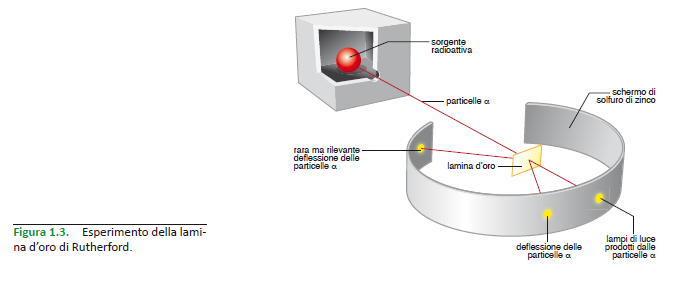 sorgente
radioattiva
particelle α
schermo di
solfuro di zinco
rara ma rilevante
deflessione delle
particelle α
lamina d'oro
deflessione delle
particelle α
lampi di luce
prodotti dalle
particelle α
Figura 1.3. Esperimento della lami-
na d'oro di Rutherford.